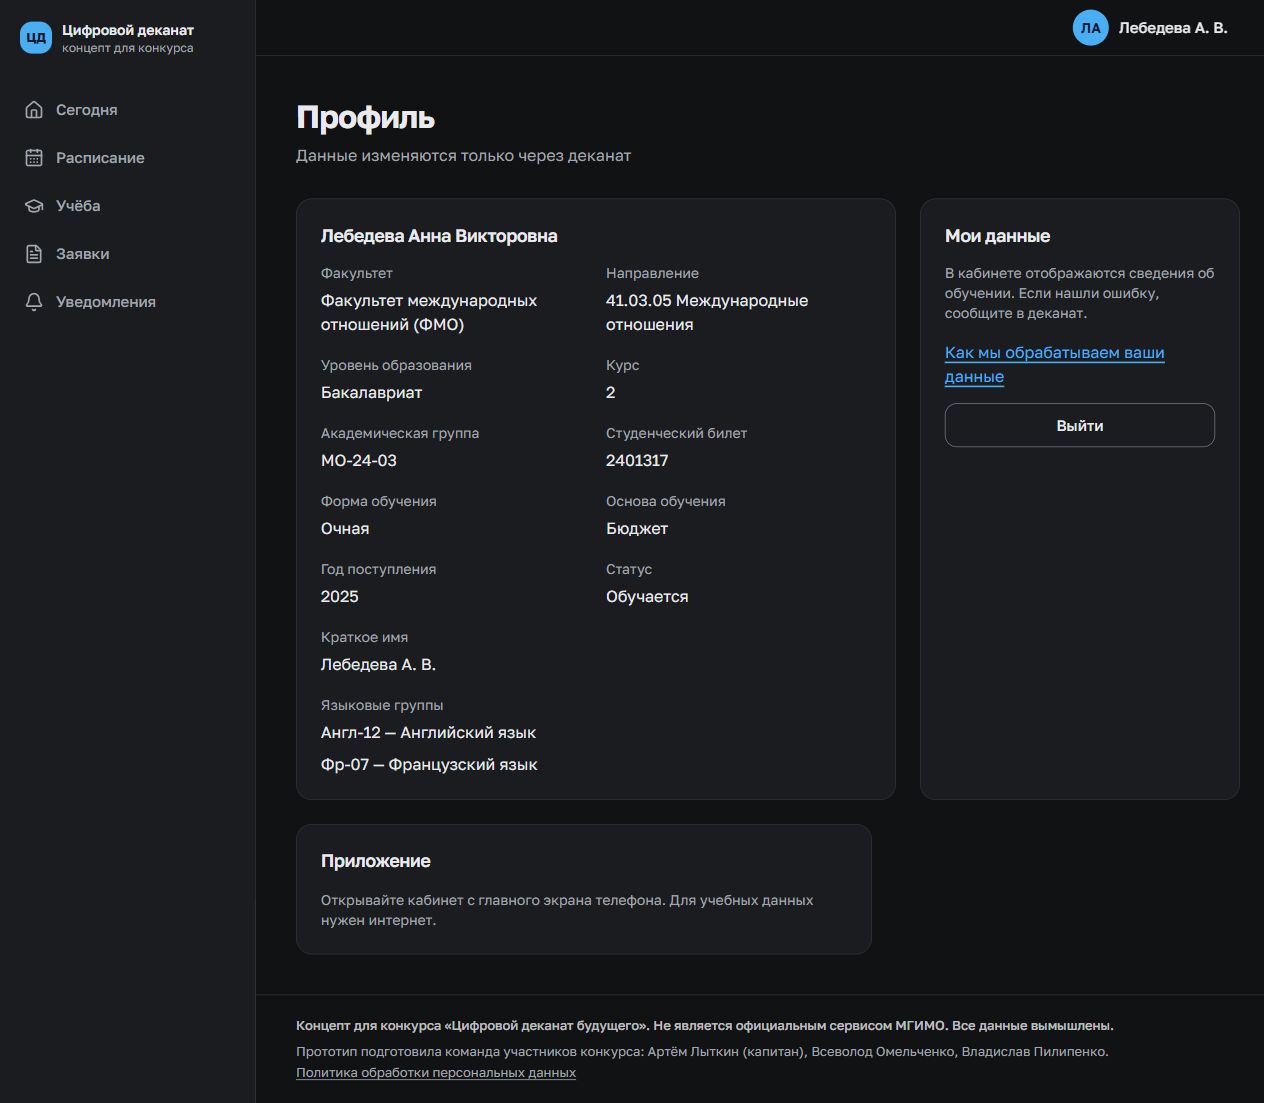 ЦД
Цифровой деканат
концепт для конкурса
ЛА
Лебедева А. В.
Сегодня
Расписание
Учёба
Заявки
Уведомления
Профиль
Данные изменяются только через деканат
Лебедева Анна Викторовна
Факультет
Факультет международных
отношений (ФМО)
Направление
41.03.05 Международные
отношения
Уровень образования
Бакалавриат
Курс
2
Академическая группа
МО-24-03
Студенческий билет
2401317
Форма обучения
Очная
Основа обучения
Бюджет
Год поступления
2025
Статус
Обучается
Краткое имя
Лебедева А. В.
Языковые группы
Англ-12 — Английский язык
Фр-07 — Французский язык
Мои данные
В кабинете отображаются сведения об
обучении. Если нашли ошибку,
сообщите в деканат.
Как мы обрабатываем ваши
данные
Выйти
Приложение
Открывайте кабинет с главного экрана телефона. Для учебных данных
нужен интернет.
Концепт для конкурса «Цифровой деканат будущего». Не является официальным сервисом МГИМО. Все данные вымышлены.
Прототип подготовила команда участников конкурса: Артём Лыткин (капитан), Всеволод Омельченко, Владислав Пилипенко.
Политика обработки персональных данных